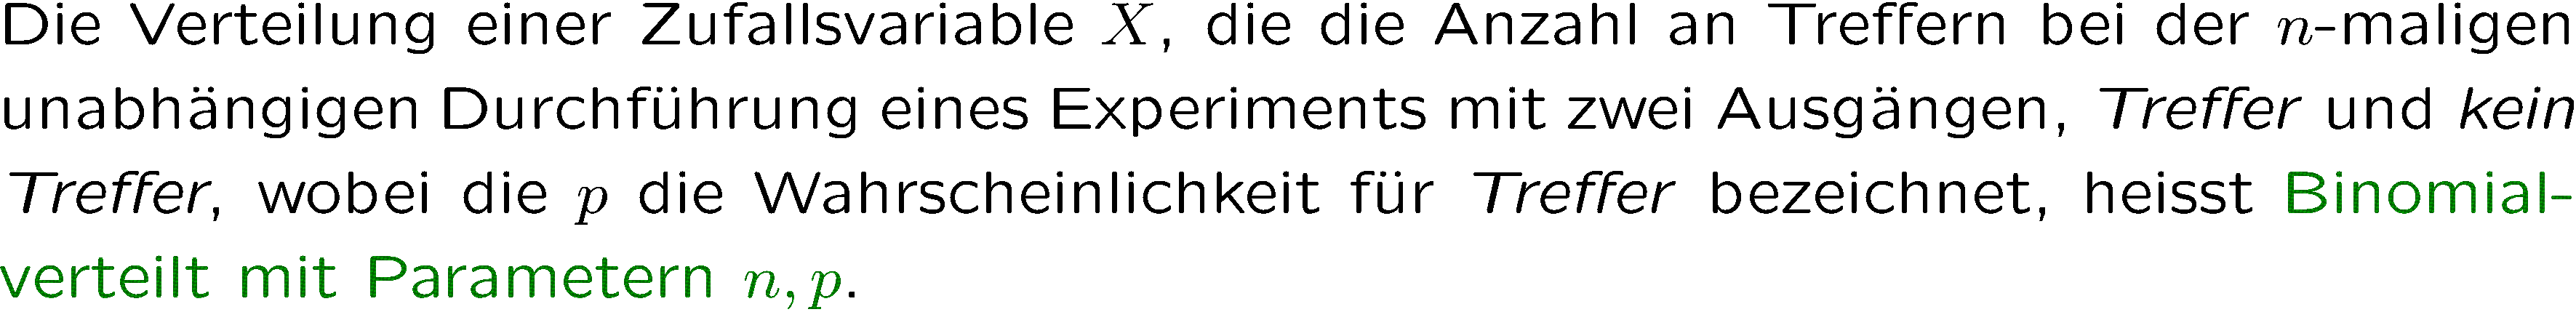 Die Verteilung einer Zufallsvariable X, die die Anzahl an Treffern bei der n-maligen
unabhängigen Durchführung eines Experiments mit zwei Ausgängen, Treffer und kein
Treffer, wobei die p die Wahrscheinlichkeit für Treffer bezeichnet, heisst Binomial-
verteilt mit Parametern n, p.